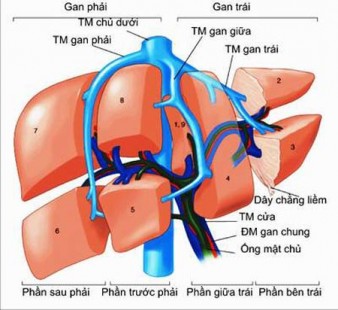 Gan phải
Gan trái
TM chủ dưới
TM gan phải
TM gan giữa
TM gan trái
2
8
7
1,9
3
4
Dây chằng liềm
5
6
TM cửa
ĐM gan chung
Ống mật chủ
Phần sau phải
Phần trước phải
Phần giữa trái
Phần bên trái